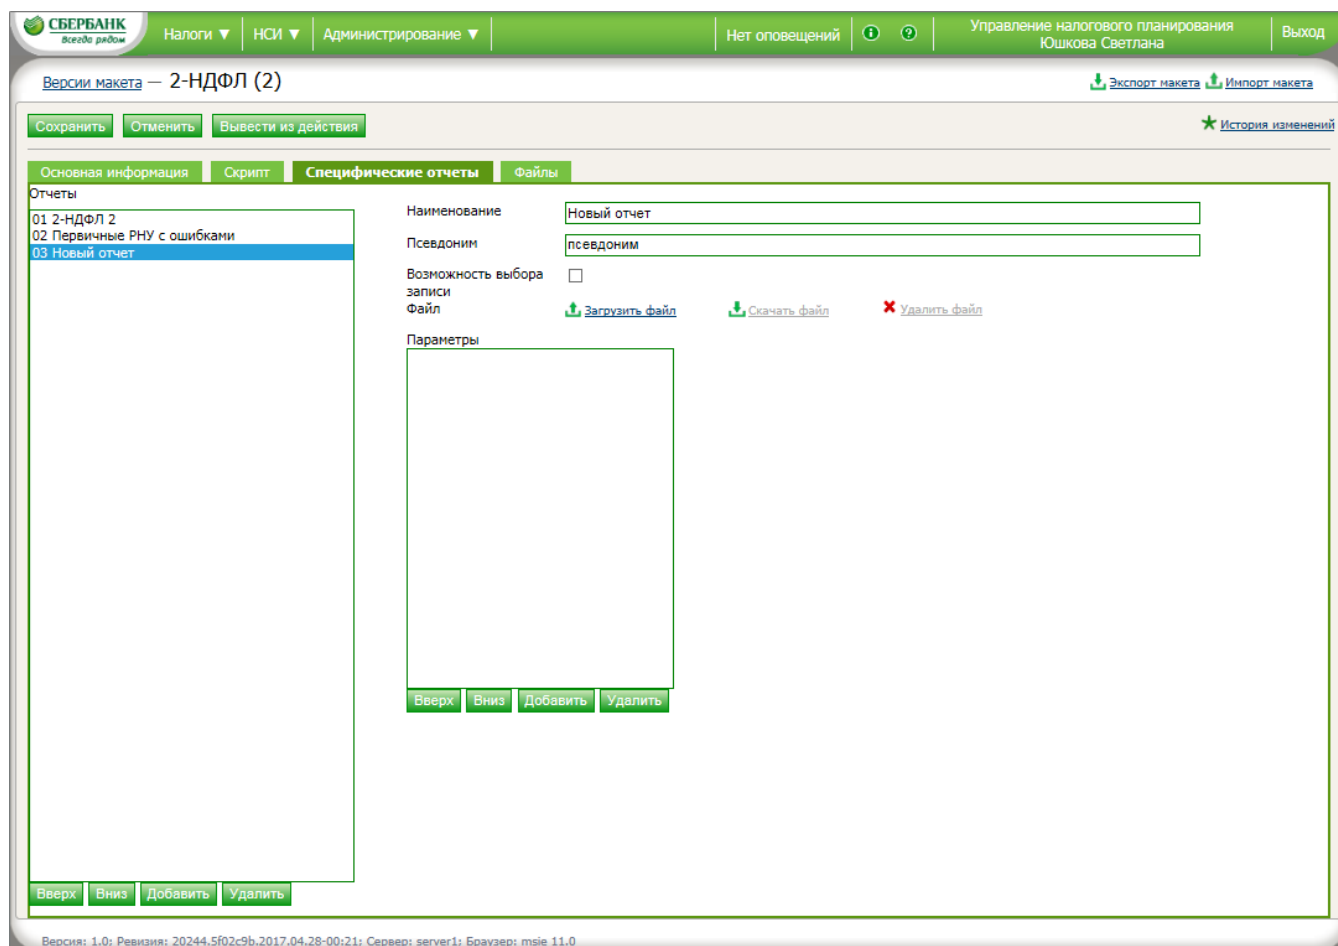 СБЕРБАНК
Всегда рядом
Налоги ▼
НСИ ▼
Администрирование ▼
Нет оповещений
Управление налогового планирования
Юшкова Светлана
Выход
Версии макета — 2-НДФЛ (2)
Экспорт макета
Импорт макета
Сохранить
Отменить
Вывести из действия
История изменений
Основная информация
Скрипт
Специфические отчеты
Файлы
Отчеты
01 2-НДФЛ 2
02 Первичные РНУ с ошибками
03 Новый отчет
Наименование
Новый отчет
Псевдоним
псевдоним
Возможность выбора
записи
Файл
Загрузить файл
Скачать файл
Удалить файл
Параметры
Вверх
Вниз
Добавить
Удалить
Вверх
Вниз
Добавить
Удалить
Версия: 1.0; Ревизия: 20244.5f02c9b.2017.04.28-00:21; Сервер: server1; Браузер: msie 11.0